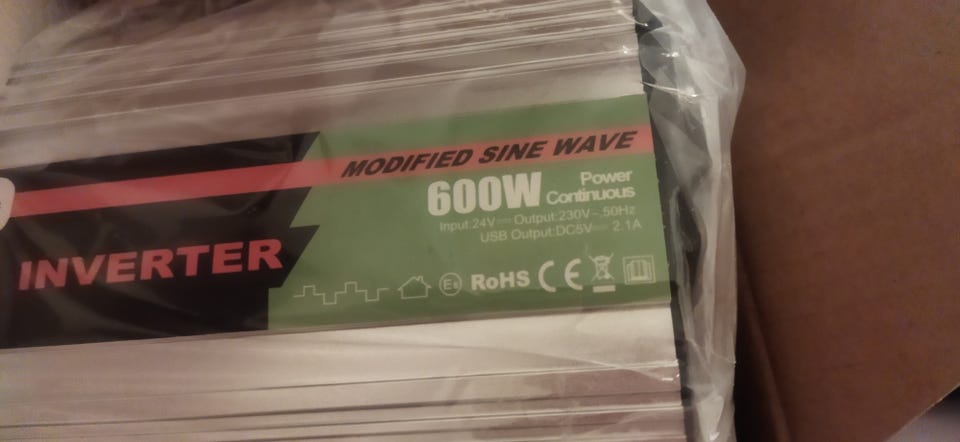 MODIFIED SINE WAVE
600W Power Continuous
Input:24V⎓ Output:230V~,50Hz
USB Output:DC5V⎓ 2.1A
INVERTER
RoHS CE